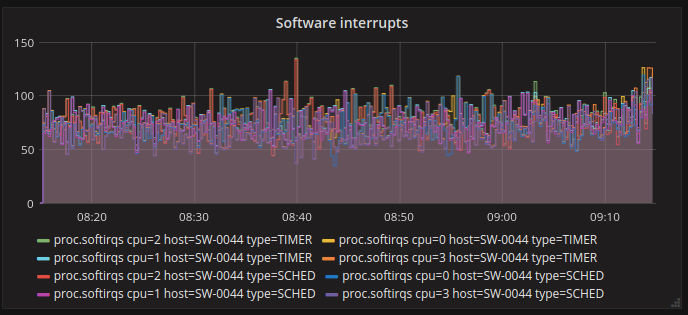 Software interrupts
150
100
50
0
08:20 08:30 08:40 08:50 09:00 09:10
proc.softirqs cpu=2 host=SW-0044 type=TIMER proc.softirqs cpu=0 host=SW-0044 type=TIMER
proc.softirqs cpu=1 host=SW-0044 type=TIMER proc.softirqs cpu=3 host=SW-0044 type=TIMER
proc.softirqs cpu=2 host=SW-0044 type=SCHED proc.softirqs cpu=0 host=SW-0044 type=SCHED
proc.softirqs cpu=1 host=SW-0044 type=SCHED proc.softirqs cpu=3 host=SW-0044 type=SCHED